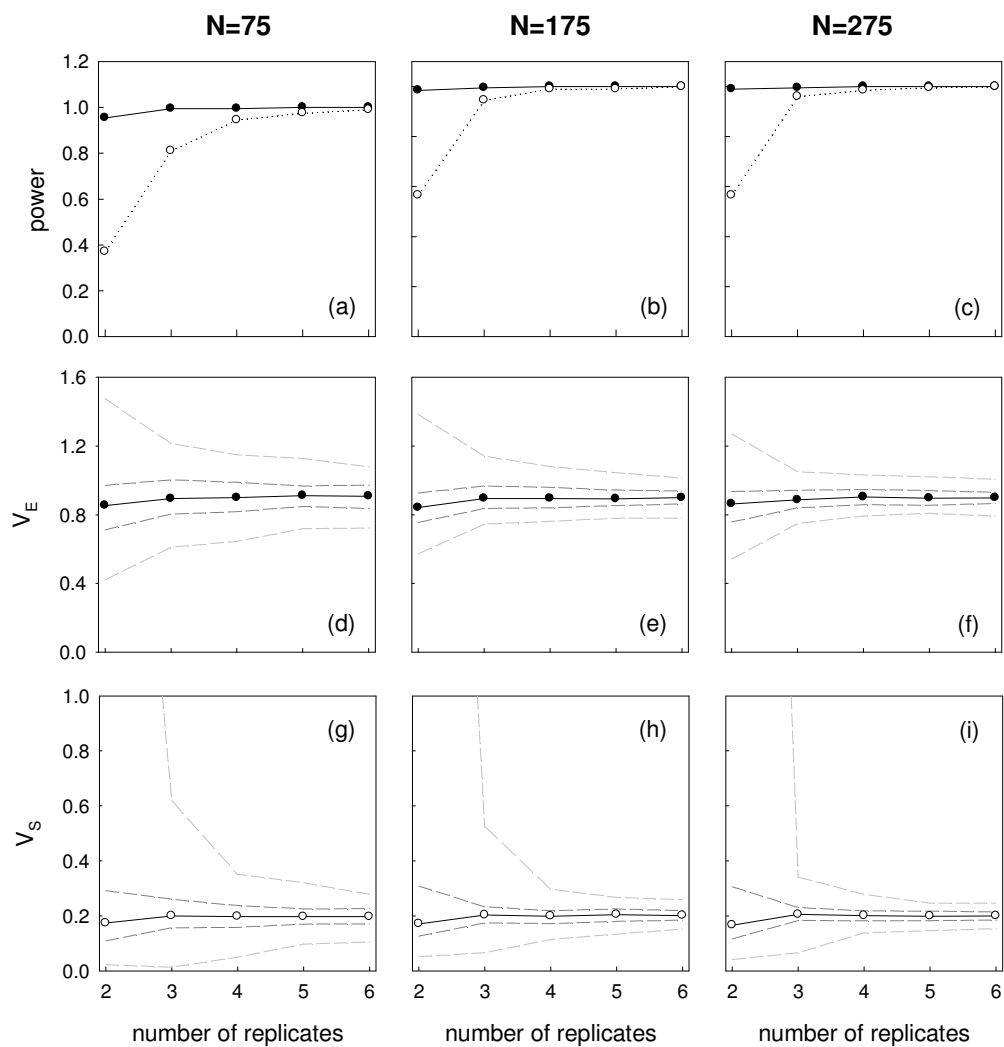 N=75 N=175 N=275
1.2
1.0
0.8
0.6
0.4
0.2
0.0
power
(a) (b) (c)
1.6
1.2
0.8
0.4
0.0
V_E
(d) (e) (f)
1.0
0.8
0.6
0.4
0.2
0.0
V_S
(g) (h) (i)
2 3 4 5 6 2 3 4 5 6 2 3 4 5 6
number of replicates number of replicates number of replicates